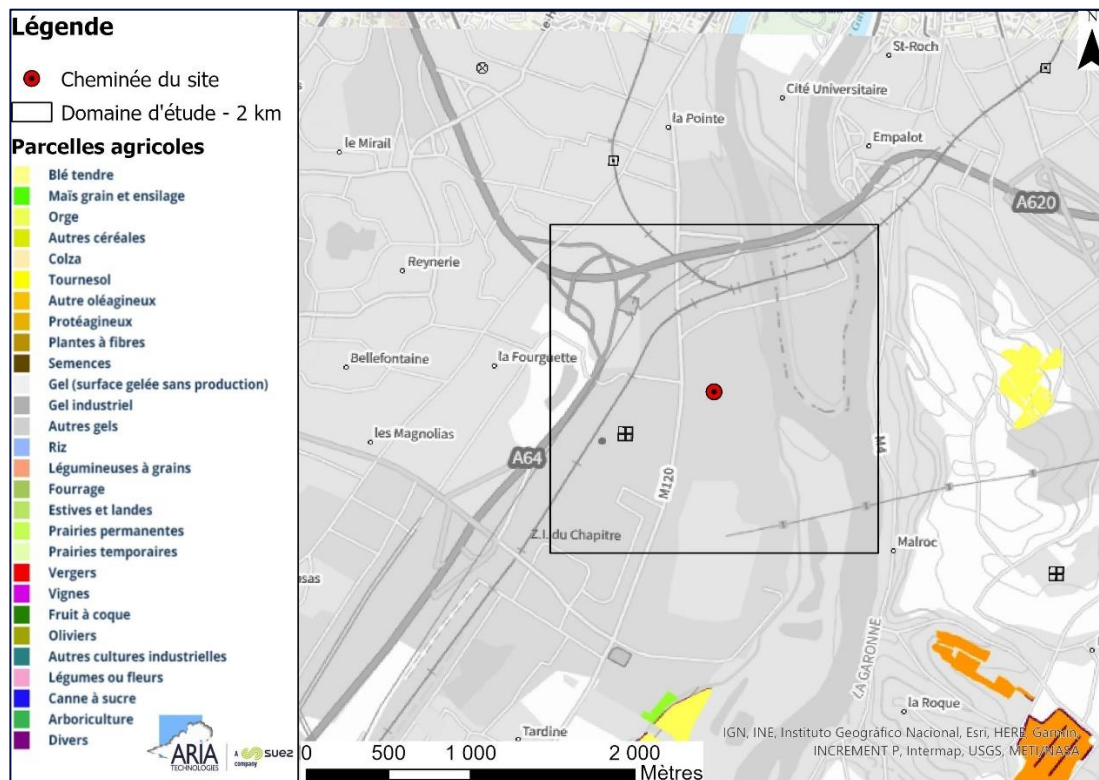 Légende
Cheminée du site
Domaine d'étude - 2 km
Parcelles agricoles
Blé tendre
Maïs grain et ensilage
Orge
Autres céréales
Colza
Tournesol
Autre oléagineux
Protéagineux
Plantes à fibres
Semences
Gel (surface gelée sans production)
Gel industriel
Autres gels
Riz
Légumineuses à grains
Fourrage
Estives et landes
Prairies permanentes
Prairies temporaires
Vergers
Vignes
Fruit à coque
Oliviers
Autres cultures industrielles
Légumes ou fleurs
Canne à sucre
Arboriculture
Divers
ARIA
TECHNOLOGIES
A suez
company
N
St-Roch
Cité Universitaire
la Pointe
Empalot
le Mirail
A620
Reynerie
Bellefontaine
la Fourguette
les Magnolias
A64
M120
M4
Z.I. du Chapitre
Malroc
LA GARONNE
la Roque
Tardine
IGN, INE, Instituto Geográfico Nacional, Esri, HERE, Garmin,
INCREMENT P, Intermap, USGS, METI/NASA
0 500 1 000 2 000
Mètres